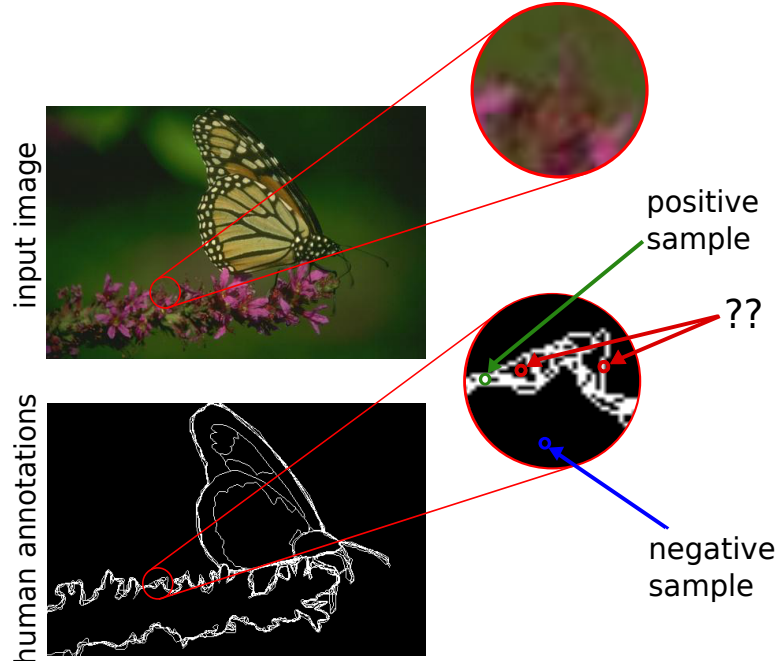 input image
positive
sample
??
human annotations
negative
sample